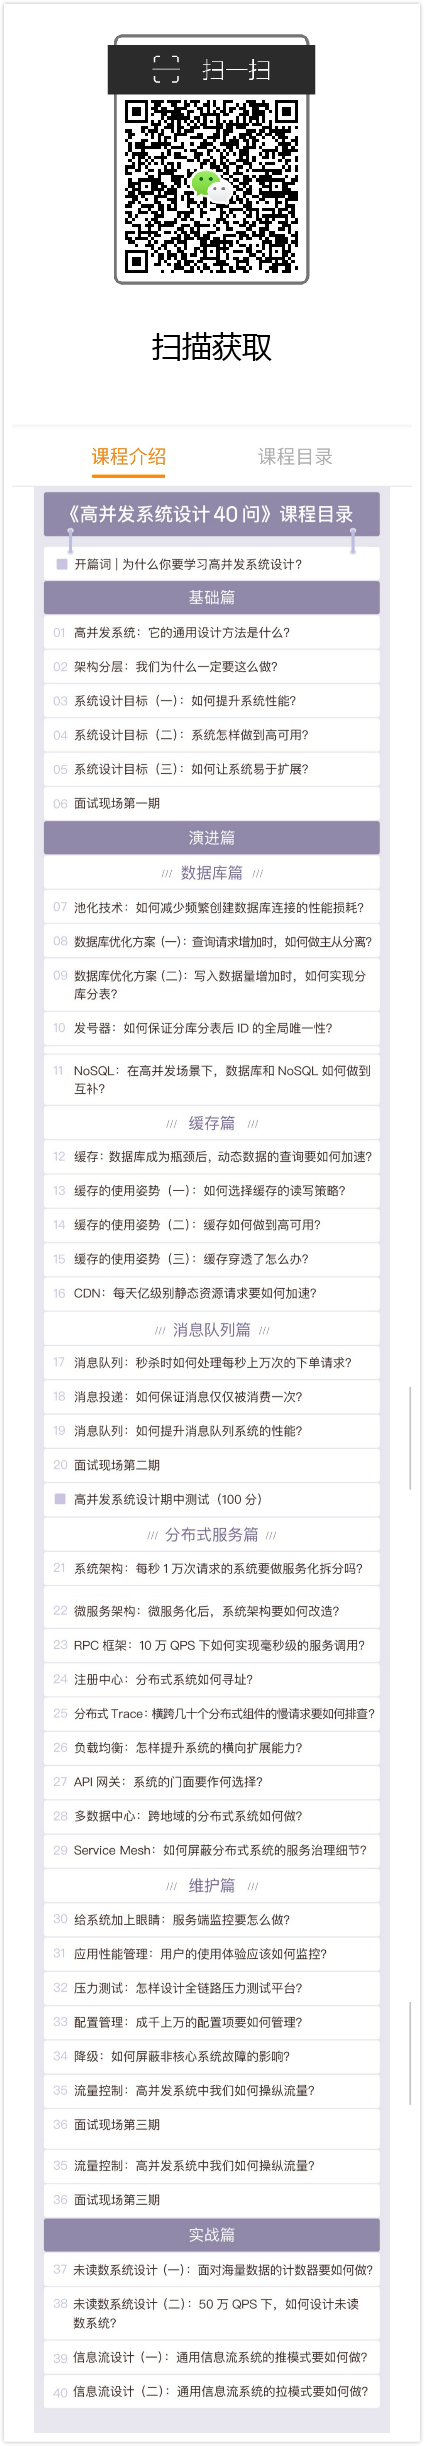 扫一扫
扫描获取
课程介绍 课程目录
《高并发系统设计 40 问》课程目录
开篇词 | 为什么你要学习高并发系统设计?
基础篇
01 高并发系统：它的通用设计方法是什么?
02 架构分层：我们为什么一定要这么做?
03 系统设计目标（一）：如何提升系统性能?
04 系统设计目标（二）：系统怎样做到高可用?
05 系统设计目标（三）：如何让系统易于扩展?
06 面试现场第一期
演进篇
/// 数据库篇 ///
07 池化技术：如何减少频繁创建数据库连接的性能损耗?
08 数据库优化方案 (一)：查询请求增加时，如何做主从分离?
09 数据库优化方案 (二)：写入数据量增加时，如何实现分
库分表?
10 发号器：如何保证分库分表后 ID 的全局唯一性?
11 NoSQL：在高并发场景下，数据库和 NoSQL 如何做到
互补?
/// 缓存篇 ///
12 缓存：数据库成为瓶颈后，动态数据的查询要如何加速?
13 缓存的使用姿势（一）：如何选择缓存的读写策略?
14 缓存的使用姿势（二）：缓存如何做到高可用?
15 缓存的使用姿势（三）：缓存穿透了怎么办?
16 CDN：每天亿级别静态资源请求要如何加速?
/// 消息队列篇 ///
17 消息队列：秒杀时如何处理每秒上万次的下单请求?
18 消息投递：如何保证消息仅仅被消费一次?
19 消息队列：如何提升消息队列系统的性能?
20 面试现场第二期
高并发系统设计期中测试（100 分）
/// 分布式服务篇 ///
21 系统架构：每秒 1 万次请求的系统要做服务化拆分吗?
22 微服务架构：微服务化后，系统架构要如何改造?
23 RPC 框架：10 万 QPS 下如何实现毫秒级的服务调用?
24 注册中心：分布式系统如何寻址?
25 分布式 Trace：横跨几十个分布式组件的慢请求要如何排查?
26 负载均衡：怎样提升系统的横向扩展能力?
27 API 网关：系统的门面要作何选择?
28 多数据中心：跨地域的分布式系统如何做?
29 Service Mesh：如何屏蔽分布式系统的服务治理细节?
/// 维护篇 ///
30 给系统加上眼睛：服务端监控要怎么做?
31 应用性能管理：用户的使用体验应该如何监控?
32 压力测试：怎样设计全链路压力测试平台?
33 配置管理：成千上万的配置项要如何管理?
34 降级：如何屏蔽非核心系统故障的影响?
35 流量控制：高并发系统中我们如何操纵流量?
36 面试现场第三期
35 流量控制：高并发系统中我们如何操纵流量?
36 面试现场第三期
实战篇
37 未读数系统设计 (一)：面对海量数据的计数器要如何做?
38 未读数系统设计（二）：50 万 QPS 下，如何设计未读
数系统?
39 信息流设计（一）：通用信息流系统的推模式要如何做?
40 信息流设计（二）：通用信息流系统的拉模式要如何做?